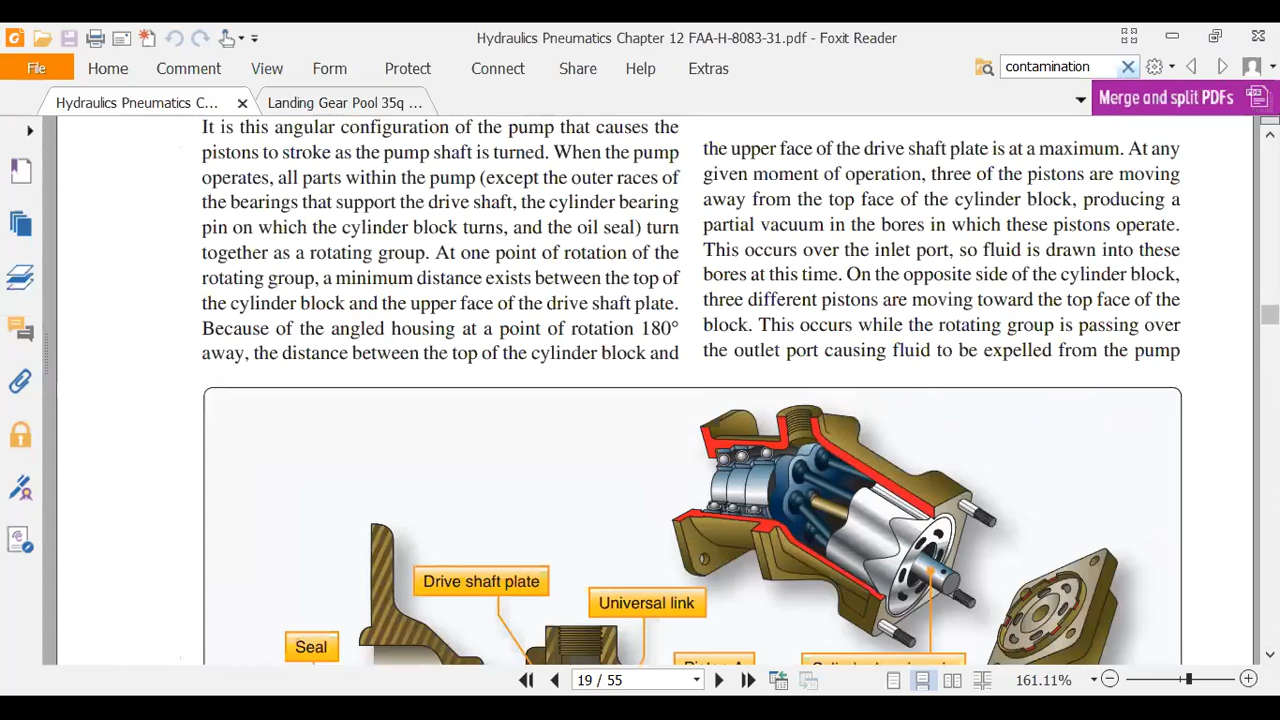 Hydraulics Pneumatics Chapter 12 FAA-H-8083-31.pdf - Foxit Reader
File Home Comment View Form Protect Connect Share Help Extras
contamination
Hydraulics Pneumatics C...
Landing Gear Pool 35q ...
Merge and split PDFs
It is this angular configuration of the pump that causes the
pistons to stroke as the pump shaft is turned. When the pump
operates, all parts within the pump (except the outer races of
the bearings that support the drive shaft, the cylinder bearing
pin on which the cylinder block turns, and the oil seal) turn
together as a rotating group. At one point of rotation of the
rotating group, a minimum distance exists between the top of
the cylinder block and the upper face of the drive shaft plate.
Because of the angled housing at a point of rotation 180°
away, the distance between the top of the cylinder block and
the upper face of the drive shaft plate is at a maximum. At any
given moment of operation, three of the pistons are moving
away from the top face of the cylinder block, producing a
partial vacuum in the bores in which these pistons operate.
This occurs over the inlet port, so fluid is drawn into these
bores at this time. On the opposite side of the cylinder block,
three different pistons are moving toward the top face of the
block. This occurs while the rotating group is passing over
the outlet port causing fluid to be expelled from the pump
Drive shaft plate
Universal link
Seal
19 / 55
161.11%